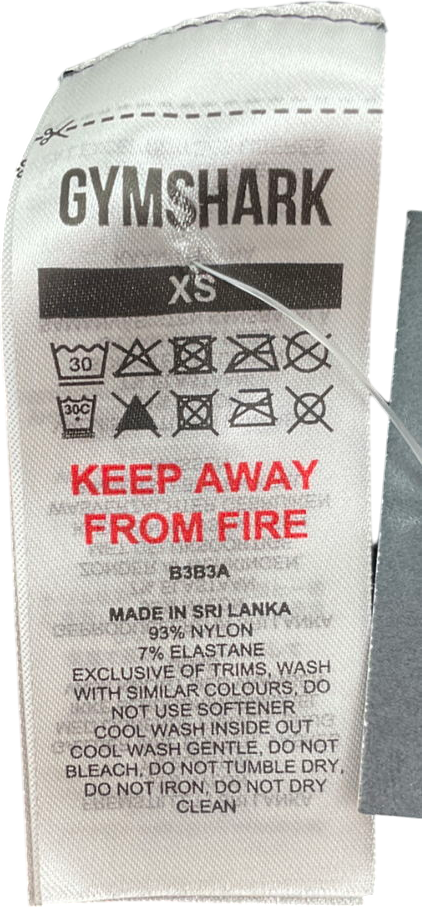 GYMSHARK
XS
30
30C
KEEP AWAY
FROM FIRE
B3B3A
MADE IN SRI LANKA
93% NYLON
7% ELASTANE
EXCLUSIVE OF TRIMS, WASH
WITH SIMILAR COLOURS, DO
NOT USE SOFTENER
COOL WASH INSIDE OUT
COOL WASH GENTLE, DO NOT
BLEACH, DO NOT TUMBLE DRY,
DO NOT IRON, DO NOT DRY
CLEAN